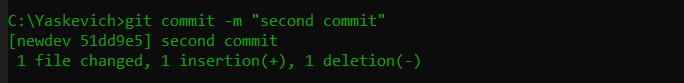 C:\Yaskevich>git commit -m "second commit"
[newdev 51dd9e5] second commit
 1 file changed, 1 insertion(+), 1 deletion(-)